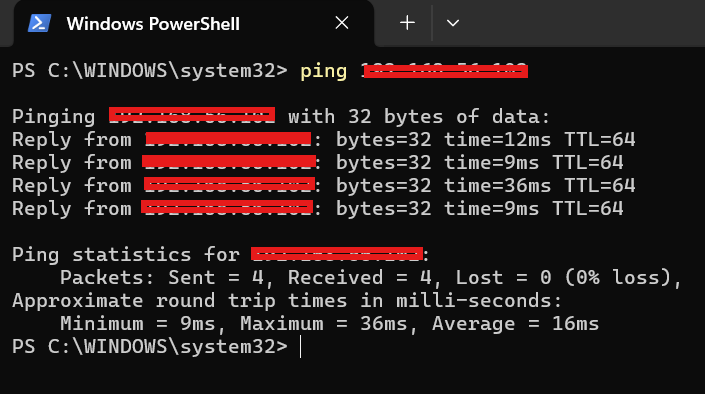 Windows PowerShell
PS C:\WINDOWS\system32> ping
Pinging with 32 bytes of data:
Reply from : bytes=32 time=12ms TTL=64
Reply from : bytes=32 time=9ms TTL=64
Reply from : bytes=32 time=36ms TTL=64
Reply from : bytes=32 time=9ms TTL=64
Ping statistics for :
Packets: Sent = 4, Received = 4, Lost = 0 (0% loss),
Approximate round trip times in milli-seconds:
Minimum = 9ms, Maximum = 36ms, Average = 16ms
PS C:\WINDOWS\system32>